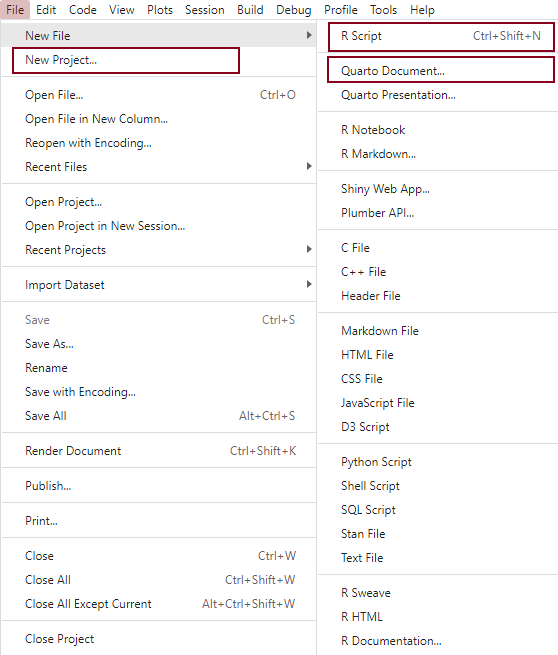 File Edit Code View Plots Session Build Debug Profile Tools Help
New File
New Project...
Open File... Ctrl+O
Open File in New Column...
Reopen with Encoding...
Recent Files
Open Project...
Open Project in New Session...
Recent Projects
Import Dataset
Save Ctrl+S
Save As...
Rename
Save with Encoding...
Save All Alt+Ctrl+S
Render Document Ctrl+Shift+K
Publish...
Print...
Close Ctrl+W
Close All Ctrl+Shift+W
Close All Except Current Alt+Ctrl+Shift+W
Close Project
R Script Ctrl+Shift+N
Quarto Document...
Quarto Presentation...
R Notebook
R Markdown...
Shiny Web App...
Plumber API...
C File
C++ File
Header File
Markdown File
HTML File
CSS File
JavaScript File
D3 Script
Python Script
Shell Script
SQL Script
Stan File
Text File
R Sweave
R HTML
R Documentation...